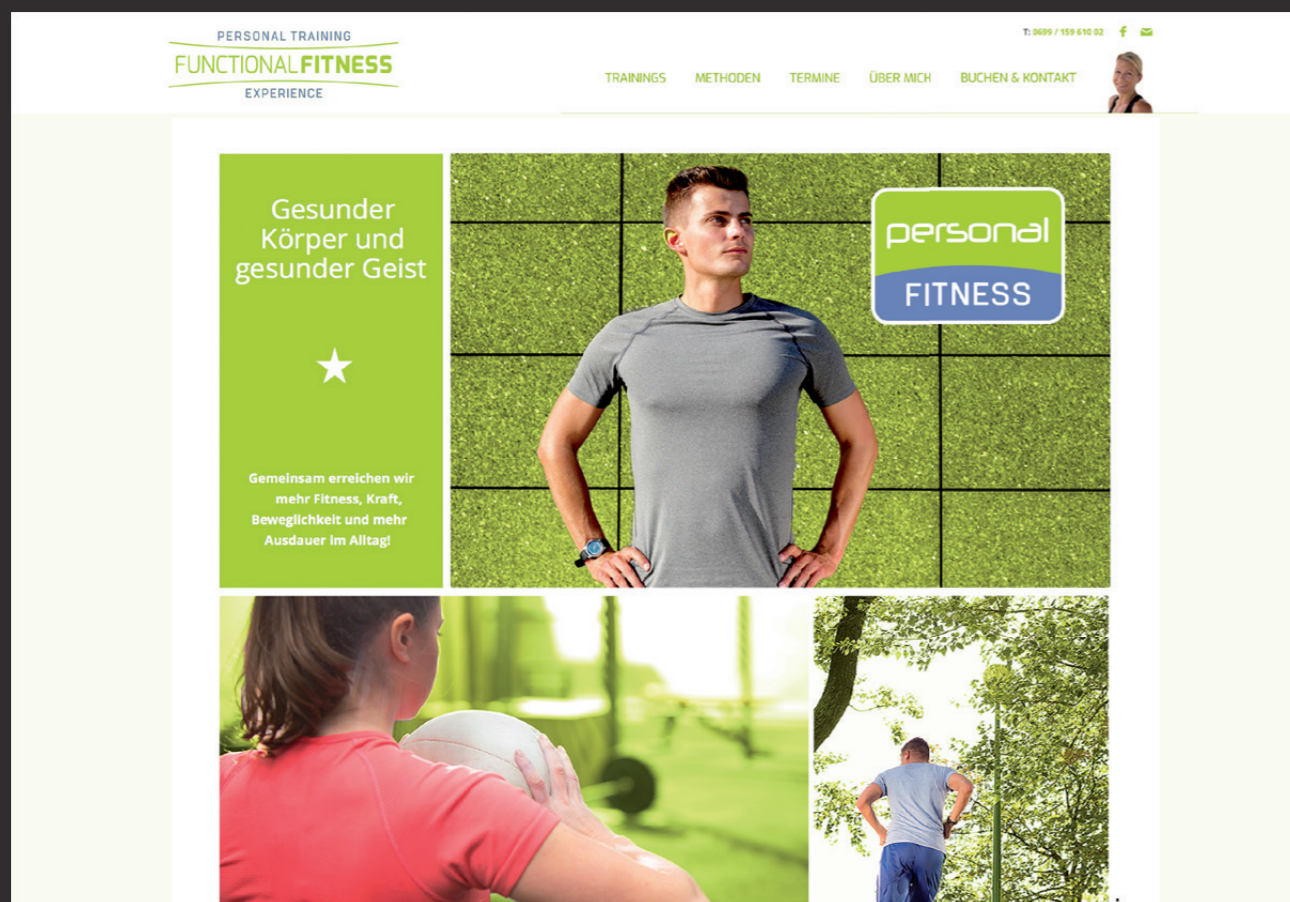 PERSONAL TRAINING
FUNCTIONALFITNESS
EXPERIENCE
T: 0699 / 159 610 02
TRAININGS
METHODEN
TERMINE
ÜBER MICH
BUCHEN & KONTAKT
Gesunder
Körper und
gesunder Geist
Gemeinsam erreichen wir
mehr Fitness, Kraft,
Beweglichkeit und mehr
Ausdauer im Alltag!
personal
FITNESS